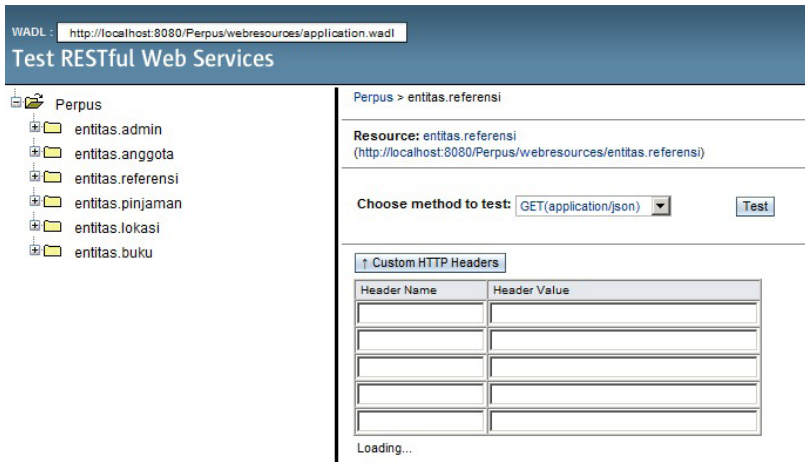 WADL : http://localhost:8080/Perpus/webresources/application.wadl
Test RESTful Web Services
Perpus
entitas.admin
entitas.anggota
entitas.referensi
entitas.pinjaman
entitas.lokasi
entitas.buku
Perpus > entitas.referensi
Resource: entitas.referensi
(http://localhost:8080/Perpus/webresources/entitas.referensi)
Choose method to test: GET(application/json) Test
↑ Custom HTTP Headers
Header Name Header Value
Loading...